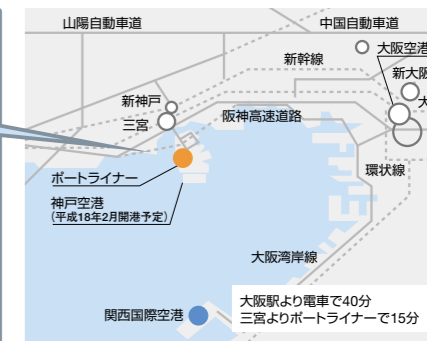 山陽自動車道
中国自動車道
大阪空港
新幹線
新大阪
新神戸
三宮
阪神高速道路
環状線
ポートライナー
神戸空港
(平成18年2月開港予定)
大阪湾岸線
関西国際空港
大阪駅より電車で40分
三宮よりポートライナーで15分